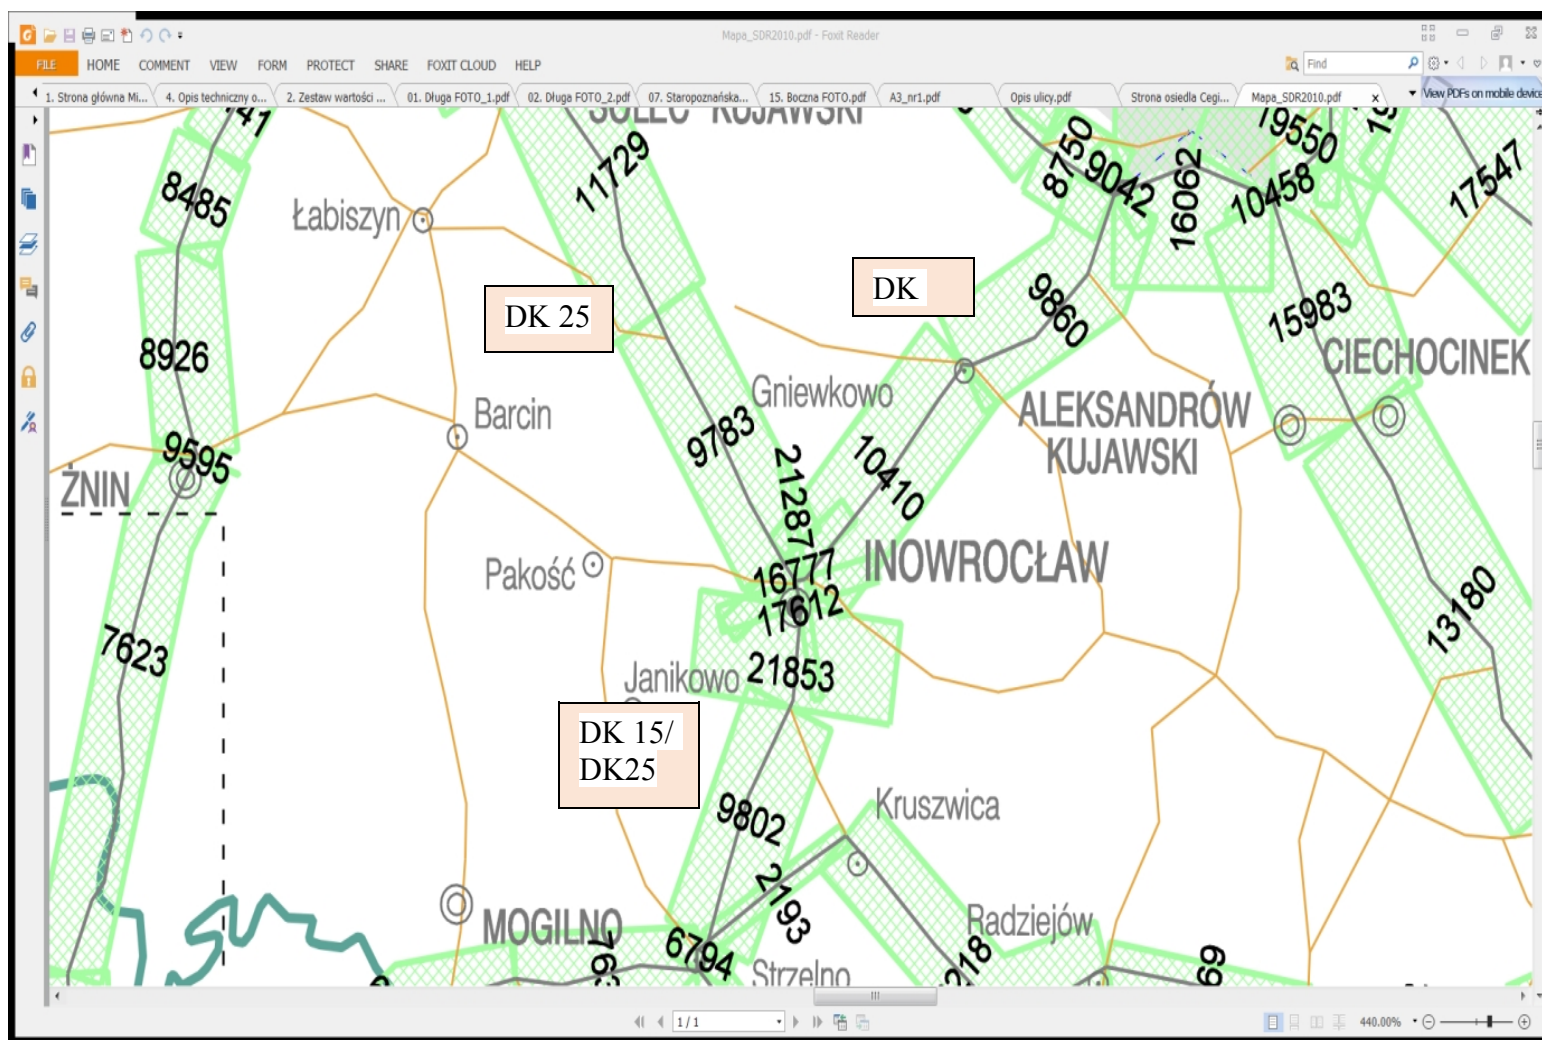 Mapa_SDR2010.pdf - Foxit Reader
FILE HOME COMMENT VIEW FORM PROTECT SHARE FOXIT CLOUD HELP
Find
1. Strona główna Mi... 4. Opis techniczny o... 2. Zestaw wartości ... 01. Długa FOTO_1.pdf 02. Długa FOTO_2.pdf 07. Staropoznańska... 15. Boczna FOTO.pdf A3_nr1.pdf Opis ulicy.pdf Strona osiedla Cegi... Mapa_SDR2010.pdf x View PDFs on mobile device
SOLEC KUJAWSKI
19550
11729
8750
9042
16062
10458
17547
8485
Łabiszyn
DK
DK 25
9860
15983
8926
CIECHOCINEK
Gniewkowo
ALEKSANDRÓW
KUJAWSKI
Barcin
9783
9595
21287
10410
ŻNIN
INOWROCŁAW
Pakość
16777
17612
13180
7623
Janikowo
21853
DK 15/
DK25
9802
Kruszwica
2193
MOGILNO
Radziejów
6794
Strzelno
1 / 1
440.00%